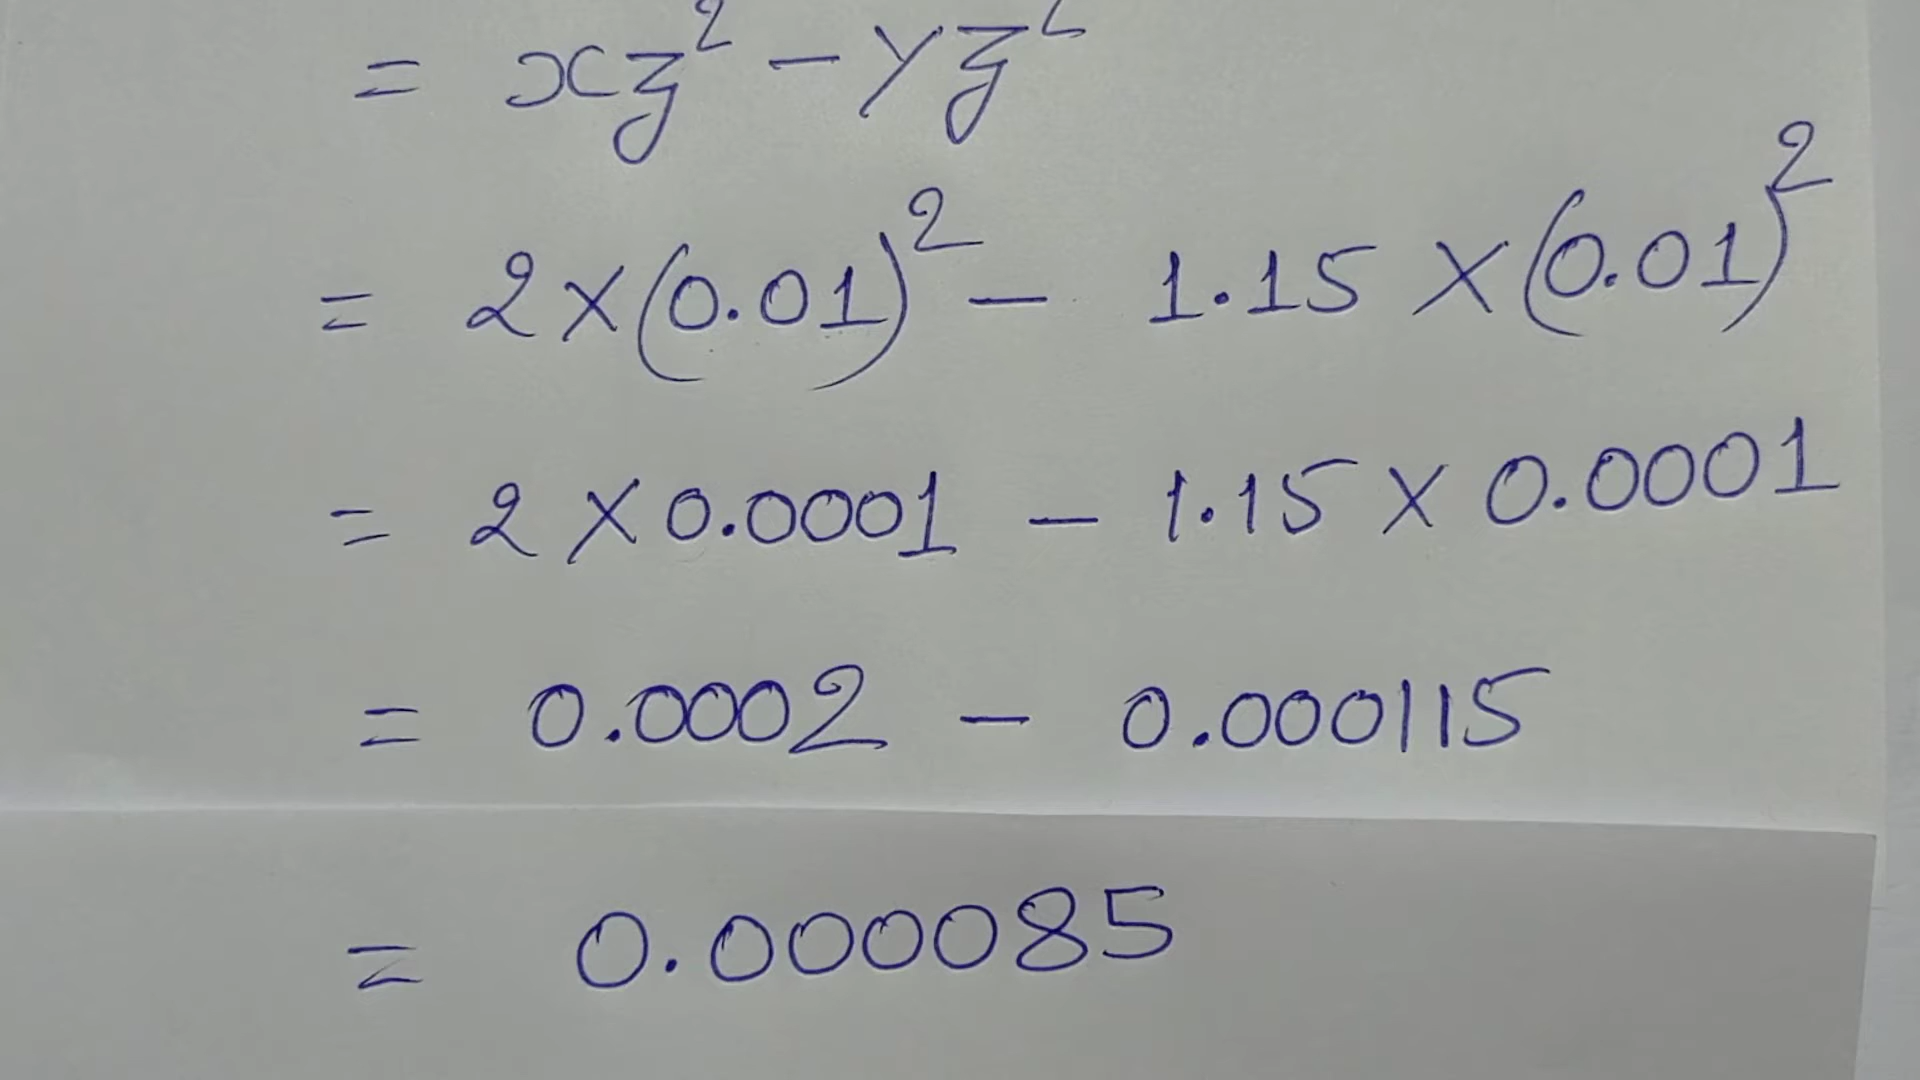 = xz² - yz²
= 2 × (0.01)² - 1.15 × (0.01)²
= 2 × 0.0001 - 1.15 × 0.0001
= 0.0002 - 0.000115
= 0.000085